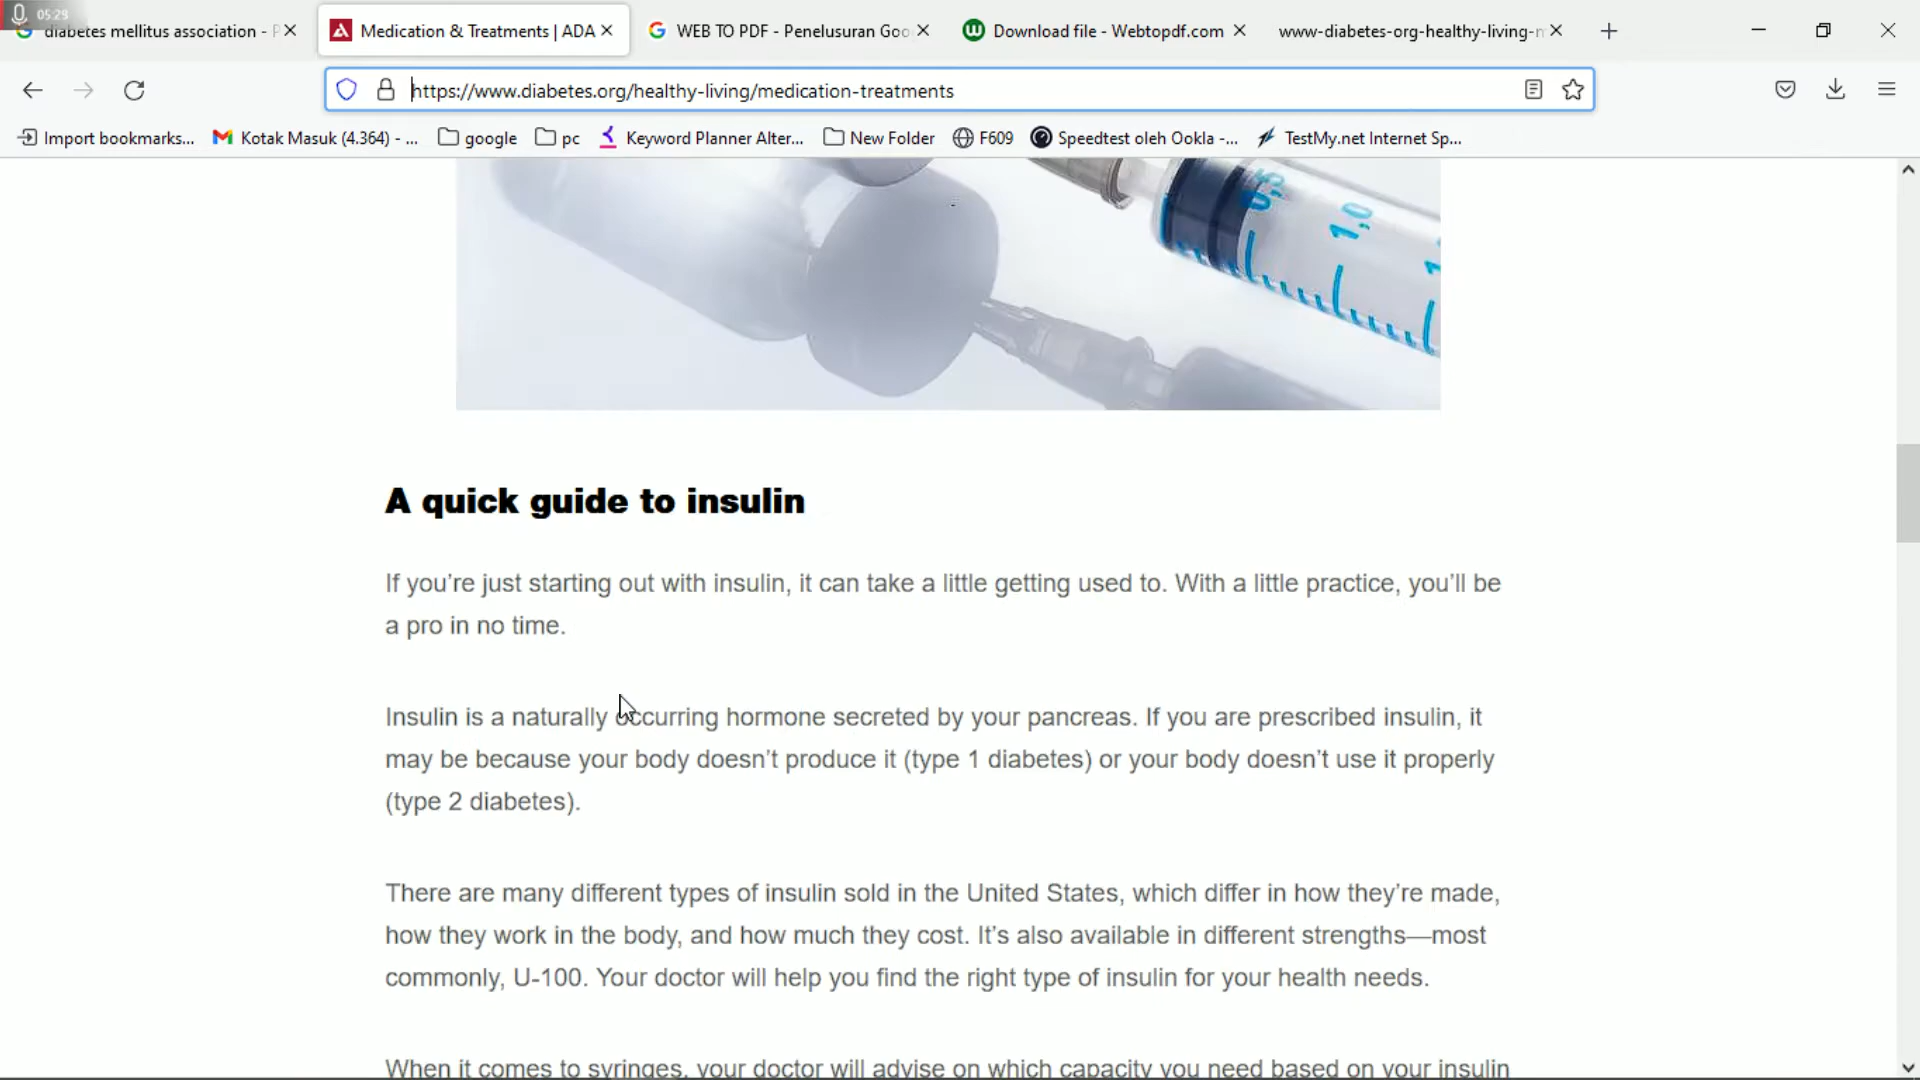 05:29
diabetes mellitus association - P
Medication & Treatments | ADA
WEB TO PDF - Penelusuran Goo
Download file - Webtopdf.com
www-diabetes-org-healthy-living-n
https://www.diabetes.org/healthy-living/medication-treatments
Import bookmarks...
Kotak Masuk (4.364) - ...
google
pc
Keyword Planner Alter...
New Folder
F609
Speedtest oleh Ookla -...
TestMy.net Internet Sp...
0,5
1,0
A quick guide to insulin
If you’re just starting out with insulin, it can take a little getting used to. With a little practice, you’ll be
a pro in no time.
Insulin is a naturally occurring hormone secreted by your pancreas. If you are prescribed insulin, it
may be because your body doesn’t produce it (type 1 diabetes) or your body doesn’t use it properly
(type 2 diabetes).
There are many different types of insulin sold in the United States, which differ in how they’re made,
how they work in the body, and how much they cost. It’s also available in different strengths—most
commonly, U-100. Your doctor will help you find the right type of insulin for your health needs.
When it comes to syringes, your doctor will advise on which capacity you need based on your insulin